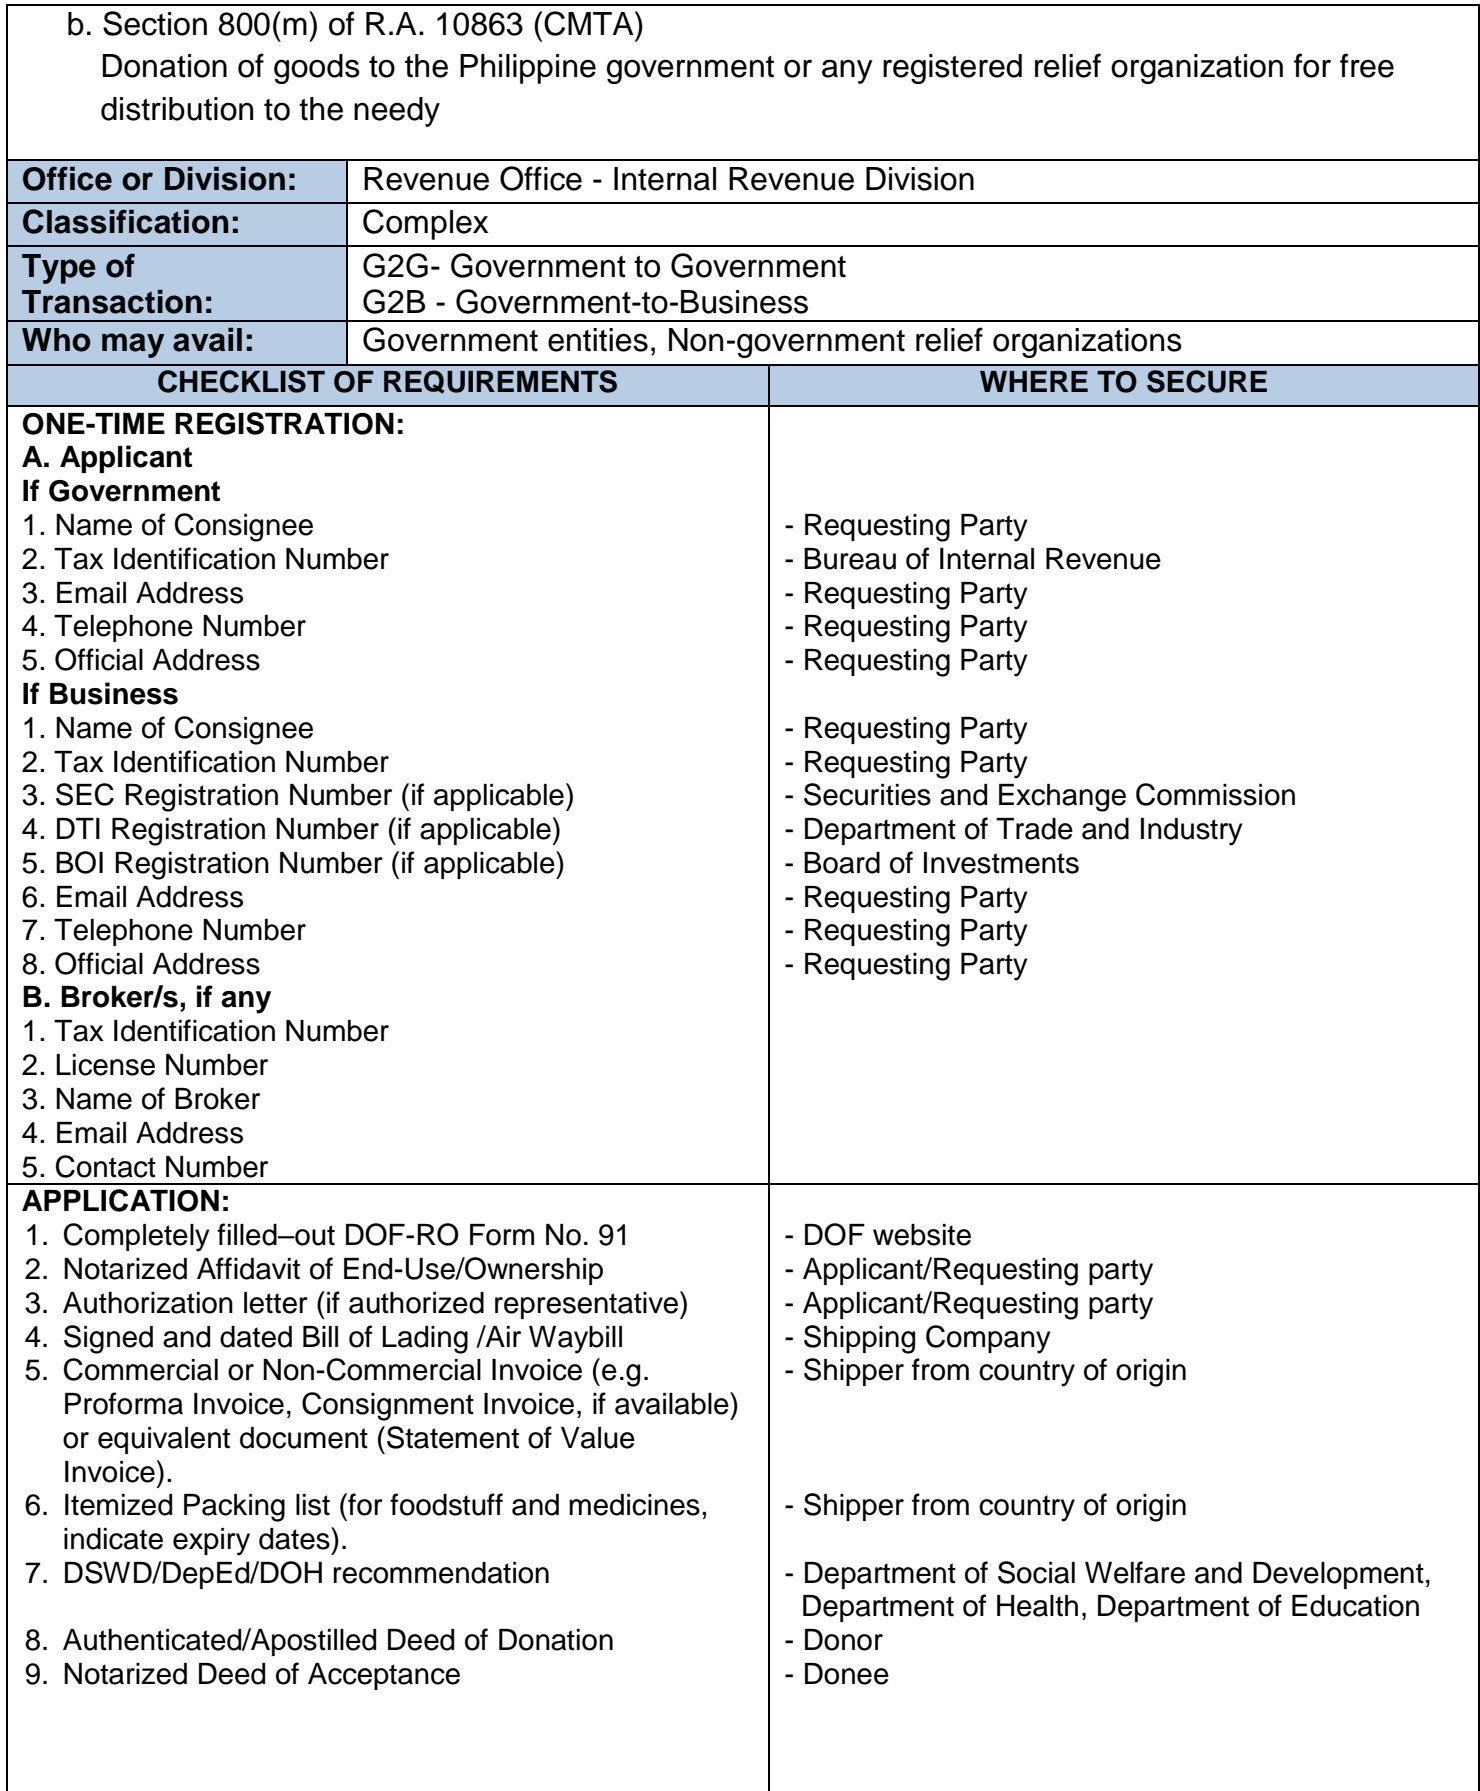 b. Section 800(m) of R.A. 10863 (CMTA)
Donation of goods to the Philippine government or any registered relief organization for free
distribution to the needy
Office or Division: Revenue Office - Internal Revenue Division
Classification: Complex
Type of Transaction: G2G- Government to Government
G2B - Government-to-Business
Who may avail: Government entities, Non-government relief organizations
CHECKLIST OF REQUIREMENTS WHERE TO SECURE
ONE-TIME REGISTRATION:
A. Applicant
If Government
1. Name of Consignee - Requesting Party
2. Tax Identification Number - Bureau of Internal Revenue
3. Email Address - Requesting Party
4. Telephone Number - Requesting Party
5. Official Address - Requesting Party
If Business
1. Name of Consignee - Requesting Party
2. Tax Identification Number - Requesting Party
3. SEC Registration Number (if applicable) - Securities and Exchange Commission
4. DTI Registration Number (if applicable) - Department of Trade and Industry
5. BOI Registration Number (if applicable) - Board of Investments
6. Email Address - Requesting Party
7. Telephone Number - Requesting Party
8. Official Address - Requesting Party
B. Broker/s, if any
1. Tax Identification Number
2. License Number
3. Name of Broker
4. Email Address
5. Contact Number
APPLICATION:
1. Completely filled–out DOF-RO Form No. 91 - DOF website
2. Notarized Affidavit of End-Use/Ownership - Applicant/Requesting party
3. Authorization letter (if authorized representative) - Applicant/Requesting party
4. Signed and dated Bill of Lading /Air Waybill - Shipping Company
5. Commercial or Non-Commercial Invoice (e.g. - Shipper from country of origin
Proforma Invoice, Consignment Invoice, if available)
or equivalent document (Statement of Value
Invoice).
6. Itemized Packing list (for foodstuff and medicines, - Shipper from country of origin
indicate expiry dates).
7. DSWD/DepEd/DOH recommendation - Department of Social Welfare and Development,
Department of Health, Department of Education
8. Authenticated/Apostilled Deed of Donation - Donor
9. Notarized Deed of Acceptance - Donee